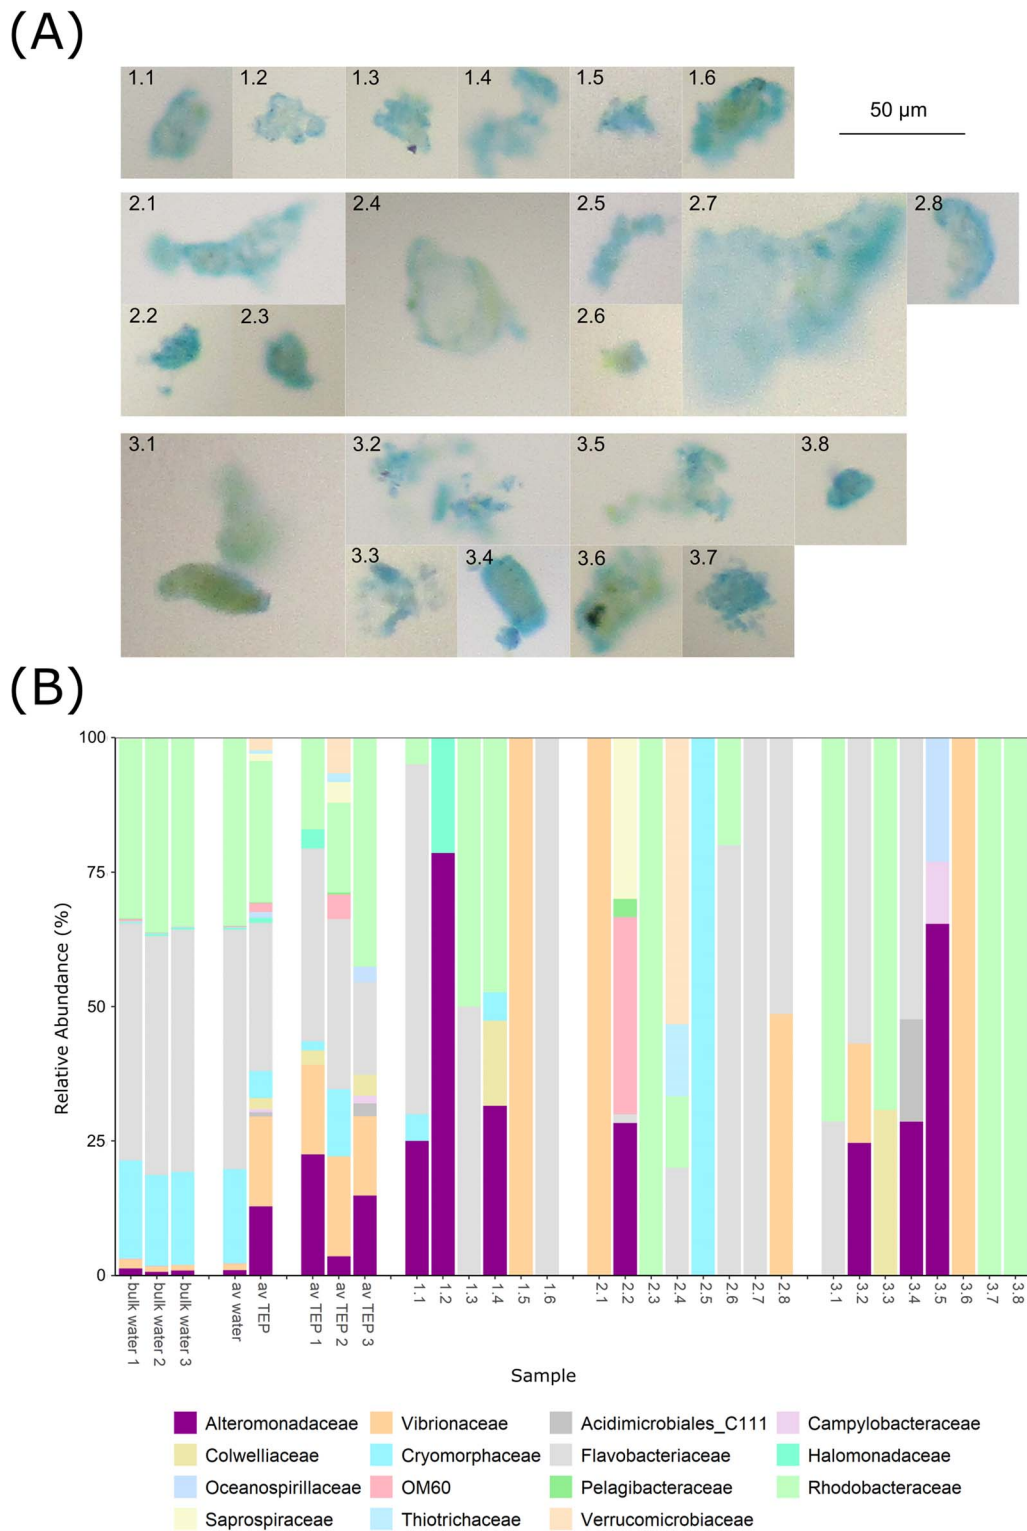 (A)
1.1 1.2 1.3 1.4 1.5 1.6
50 µm
2.1 2.4 2.5 2.7 2.8
2.2 2.3 2.6
3.1 3.2 3.5 3.8
3.3 3.4 3.6 3.7
(B)
100
75
50
25
0
Relative Abundance (%)
bulk water 1
bulk water 2
bulk water 3
av water
av TEP
av TEP 1
av TEP 2
av TEP 3
1.1
1.2
1.3
1.4
1.5
1.6
2.1
2.2
2.3
2.4
2.5
2.6
2.7
2.8
3.1
3.2
3.3
3.4
3.5
3.6
3.7
3.8
Sample
Alteromonadaceae Vibrionaceae Acidimicrobiales_C111 Campylobacteraceae
Colwelliaceae Cryomorphaceae Flavobacteriaceae Halomonadaceae
Oceanospirillaceae OM60 Pelagibacteraceae Rhodobacteraceae
Saprospiraceae Thiotrichaceae Verrucomicrobiaceae